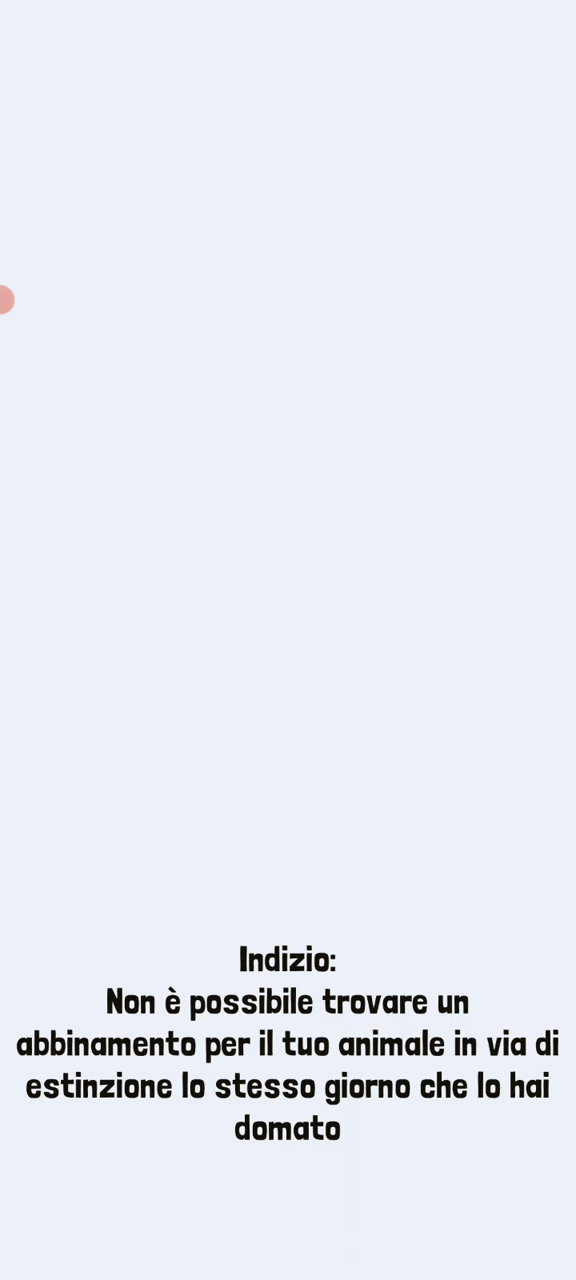 Indizio:
Non è possibile trovare un
abbinamento per il tuo animale in via di
estinzione lo stesso giorno che lo hai
domato